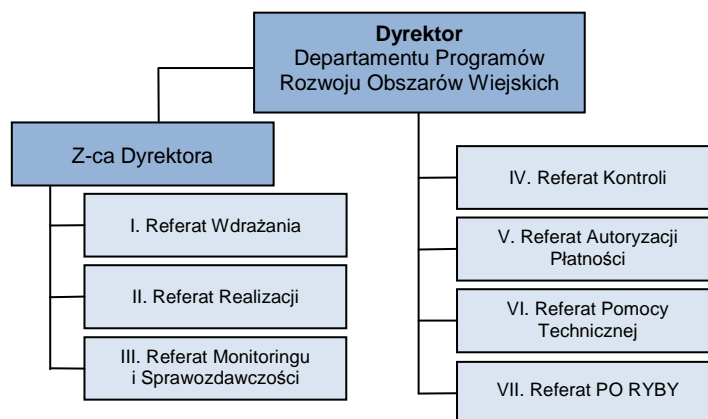 Dyrektor
Departamentu Programów
Rozwoju Obszarów Wiejskich
Z-ca Dyrektora
I. Referat Wdrażania
II. Referat Realizacji
III. Referat Monitoringu
i Sprawozdawczości
IV. Referat Kontroli
V. Referat Autoryzacji
Płatności
VI. Referat Pomocy
Technicznej
VII. Referat PO RYBY